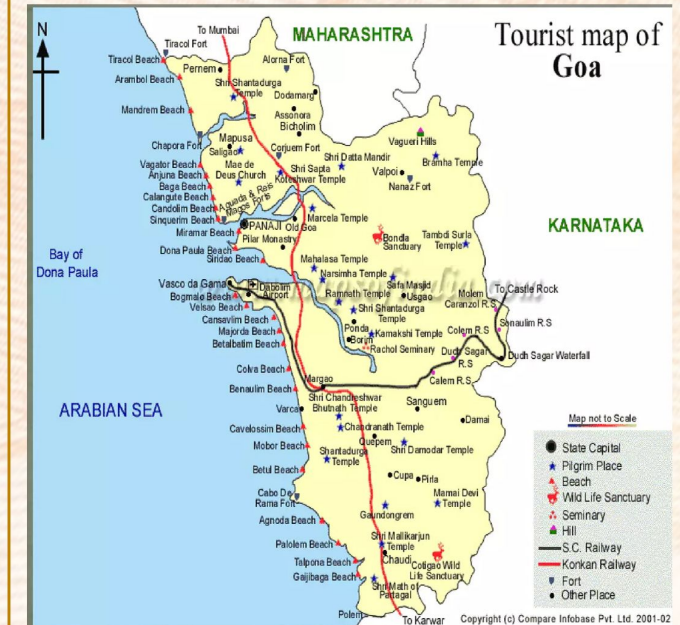 Tourist map of
Goa
N
MAHARASHTRA
KARNATAKA
ARABIAN SEA
Bay of
Dona Paula
To Mumbai
Tiracol Fort
Tiracol Beach
Pernem
Alorna Fort
Arambol Beach
Shri Shantadurga
Temple
Dodamarg
Mandrem Beach
Assonora
Bicholim
Chapora Fort
Mapusa
Saligao
Corjuem Fort
Vagueri Hills
Mae de
Deus Church
Shri Sapta
Koteshwar Temple
Shri Datta Mandir
Valpoi
Bramha Temple
Nanaz Fort
Vagator Beach
Anjuna Beach
Baga Beach
Calangute Beach
Candolim Beach
Sinquerim Beach
Aguada & Reis
Magos Forts
Miramar Beach
PANAJI
Old Goa
Marcela Temple
Pilar Monastry
Bondla
Sanctuary
Tambdi Surla
Temple
Dona Paula Beach
Siridao Beach
Mahalasa Temple
Narsimha Temple
Vasco da Gama
Dabolim
Airport
Bogmalo Beach
Safa Masjid
Usgao
Molem
To Castle Rock
Caranzol R.S
Ramnath Temple
Shri Shantadurga
Temple
Velsao Beach
Cansavlim Beach
Majorda Beach
Betalbatim Beach
Ponda
Borim
Kamakshi Temple
Rachol Seminary
Colem R.S
Sonaulim R.S
Dudh Sagar
R.S
Dudh Sagar Waterfall
Colva Beach
Calem R.S
Benaulim Beach
Margao
Shri Chandreshwar
Bhutnath Temple
Sanguem
Varca
Chandranath Temple
Damai
Cavelossim Beach
Quepem
Shri Damodar Temple
Mobor Beach
Shantadurga
Temple
Betul Beach
Cupa
Pirla
Cabo De
Rama Fort
Mamai Devi
Temple
Gaundongrem
Agnoda Beach
Shri Mallikarjun
Temple
Palolem Beach
Chaudi
Talpona Beach
Cotigao Wild
Life Sanctuary
Gaijibaga Beach
Shri Math of
Partagal
Polem
To Karwar
Map not to Scale
State Capital
Pilgrim Place
Beach
Wild Life Sanctuary
Seminary
Hill
S.C. Railway
Konkan Railway
Fort
Other Place
Copyright (c) Compare Infobase Pvt. Ltd. 2001-02